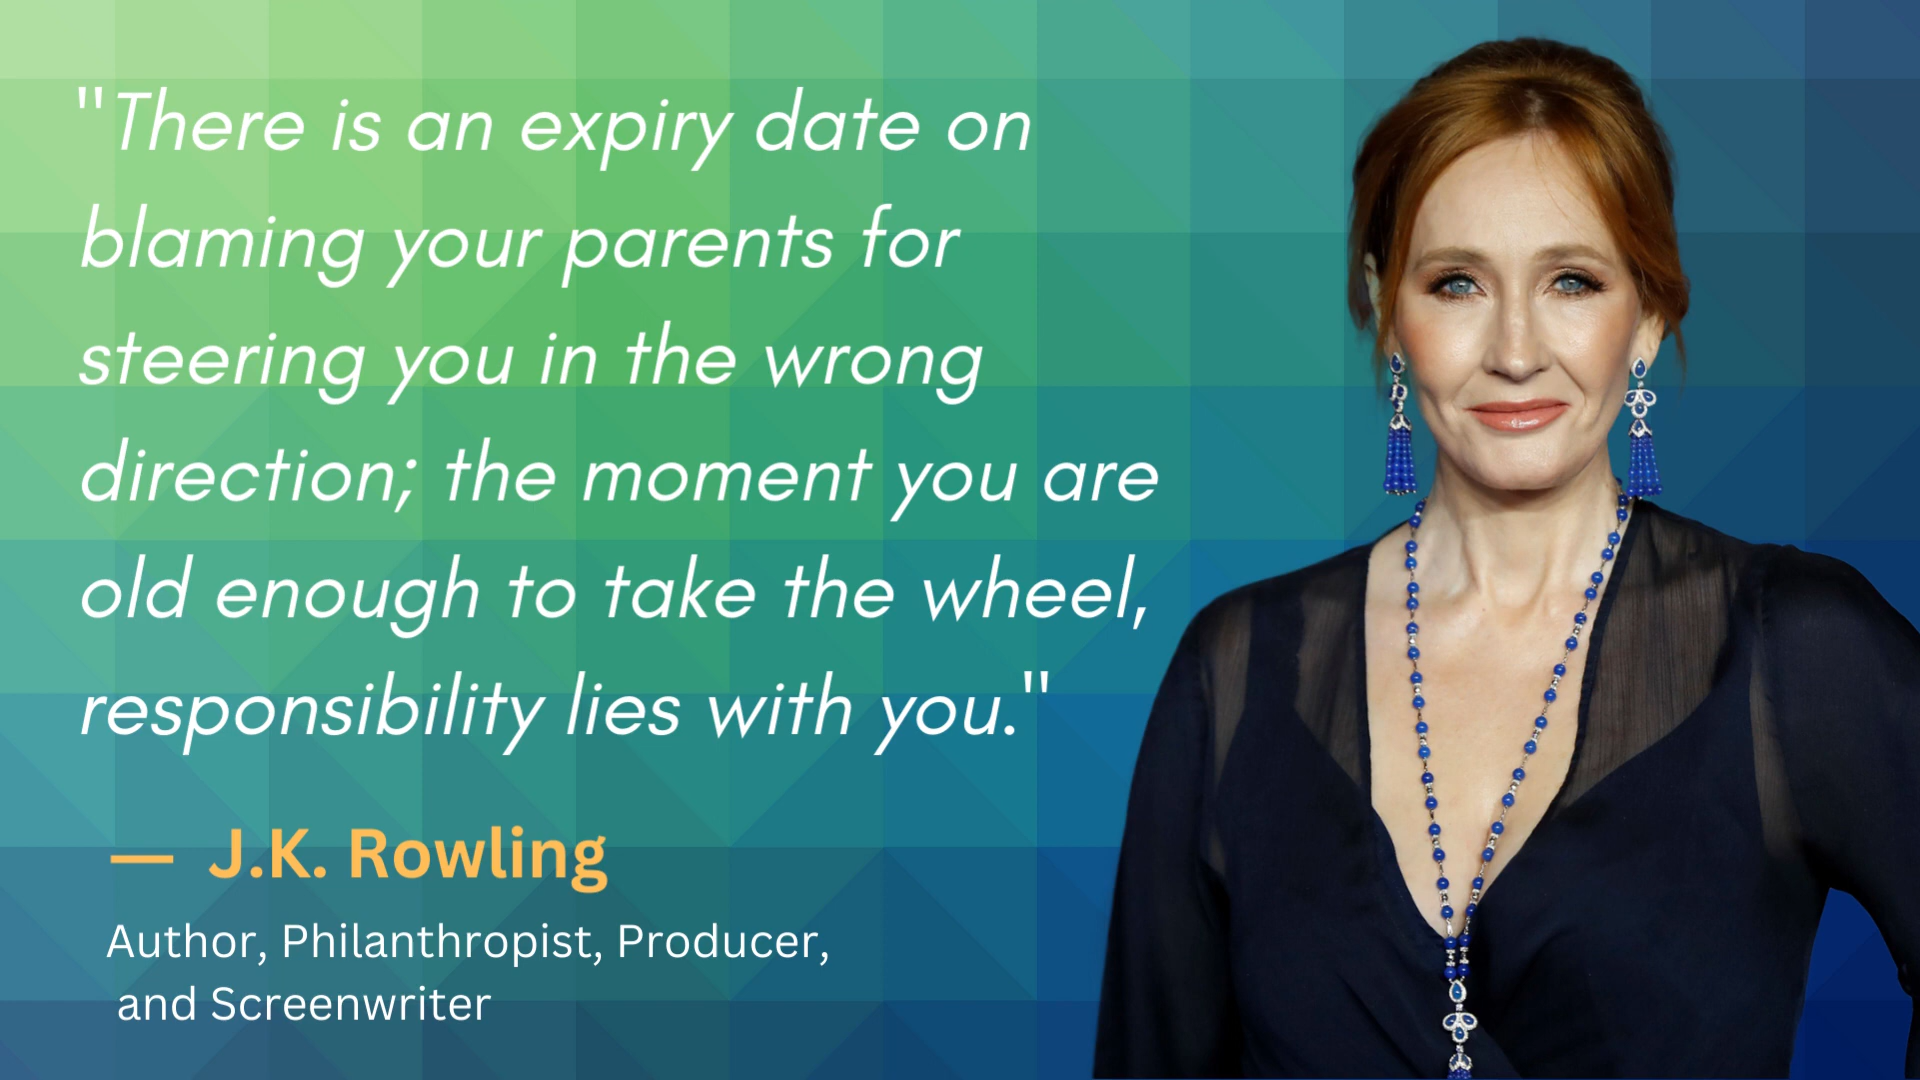 "There is an expiry date on
blaming your parents for
steering you in the wrong
direction; the moment you are
old enough to take the wheel,
responsibility lies with you."
— J.K. Rowling
Author, Philanthropist, Producer,
and Screenwriter